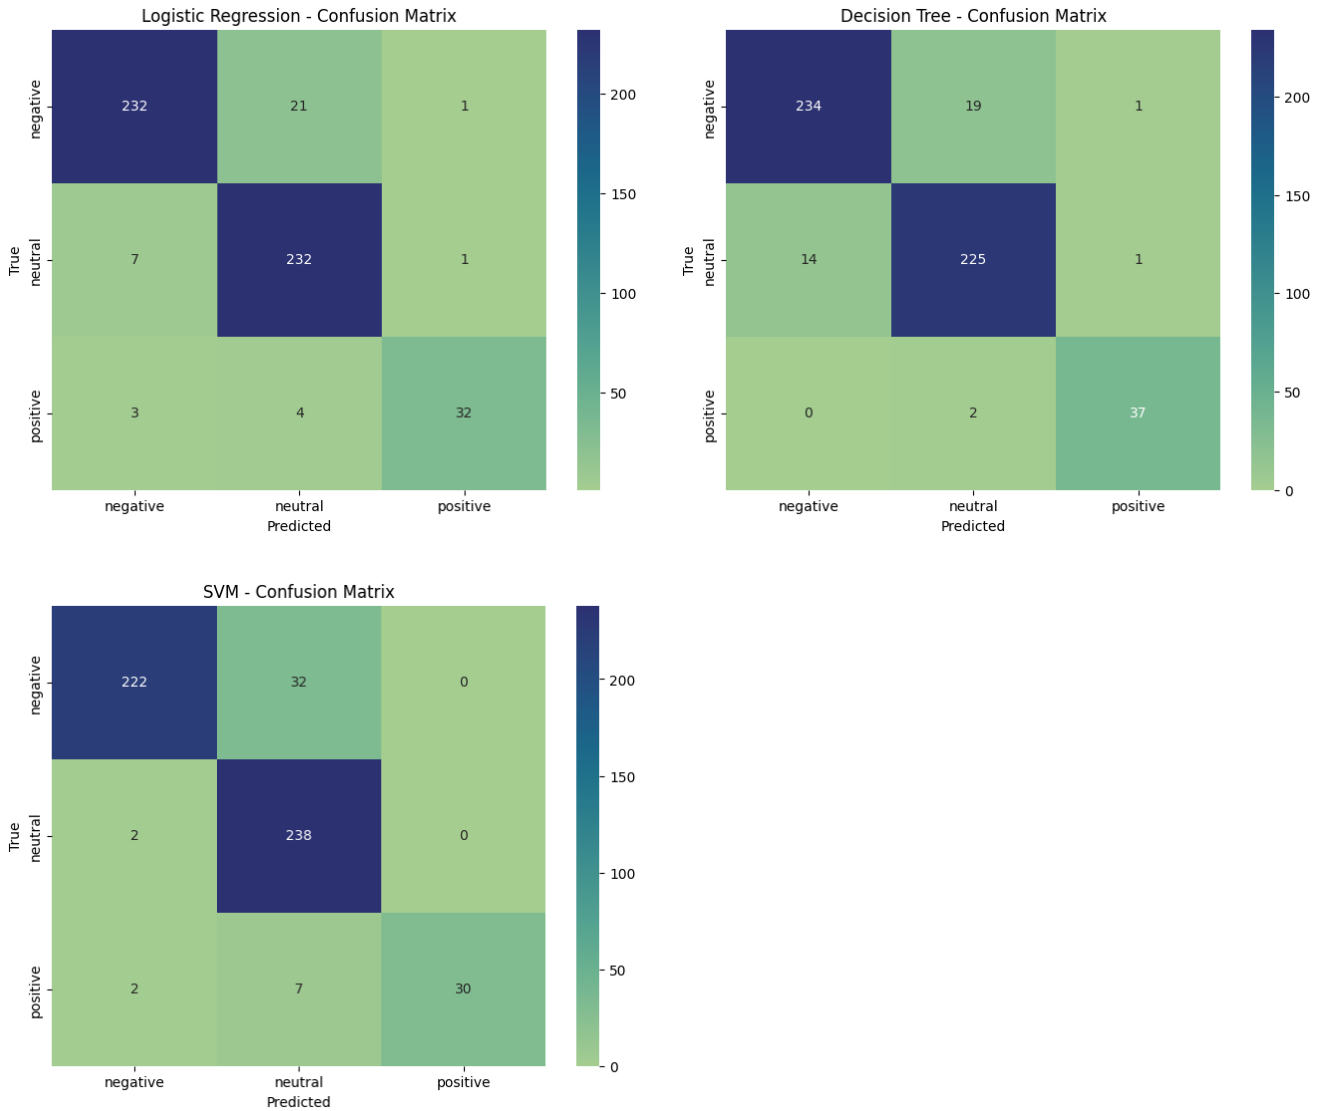 Logistic Regression - Confusion Matrix
True
negative
neutral
positive
232 21 1
7 232 1
3 4 32
negative neutral positive
Predicted
200
150
100
50
Decision Tree - Confusion Matrix
True
negative
neutral
positive
234 19 1
14 225 1
0 2 37
negative neutral positive
Predicted
200
150
100
50
0
SVM - Confusion Matrix
True
negative
neutral
positive
222 32 0
2 238 0
2 7 30
negative neutral positive
Predicted
200
150
100
50
0